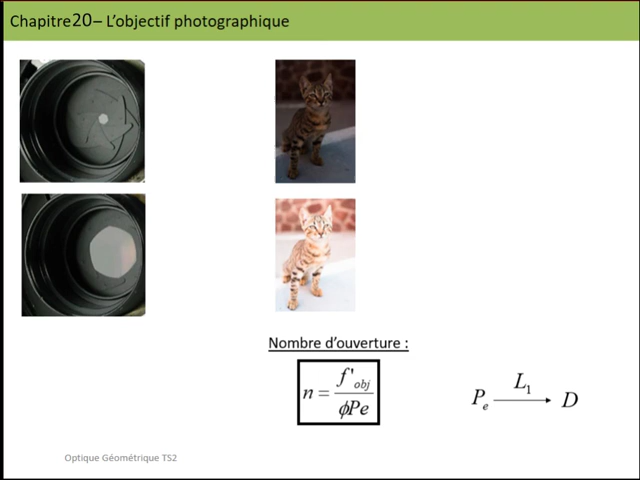 Chapitre20– L’objectif photographique
Nombre d’ouverture :
n = f'obj / ϕPe
Pe L1 → D
Optique Géométrique TS2